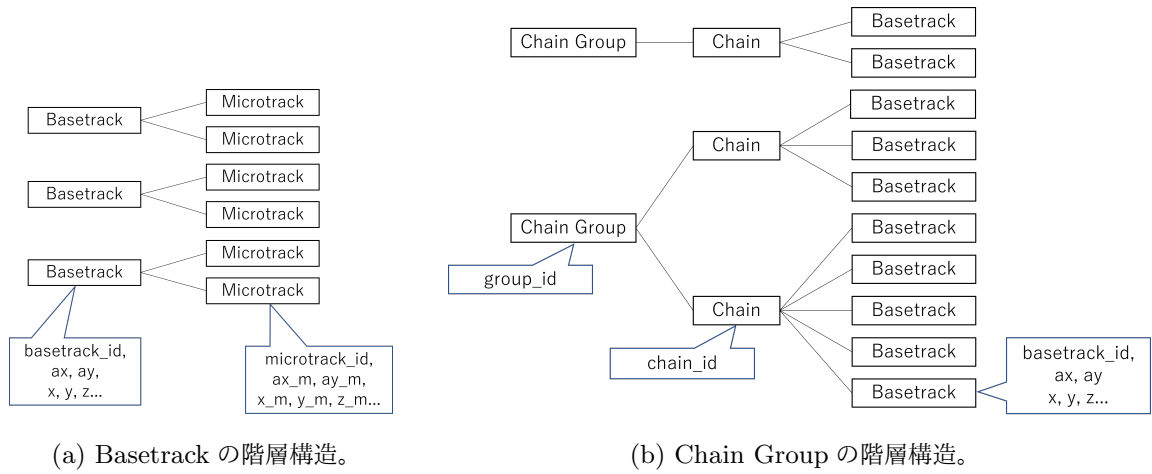 Basetrack
Microtrack
Microtrack
Basetrack
Microtrack
Microtrack
Basetrack
Microtrack
Microtrack
basetrack_id,
ax, ay,
x, y, z...
microtrack_id,
ax_m, ay_m,
x_m, y_m, z_m...
(a) Basetrack の階層構造。
Chain Group
Chain
Basetrack
Basetrack
Chain Group
group_id
Chain
Basetrack
Basetrack
Basetrack
Chain
chain_id
Basetrack
Basetrack
Basetrack
Basetrack
Basetrack
basetrack_id,
ax, ay
x, y, z...
(b) Chain Group の階層構造。